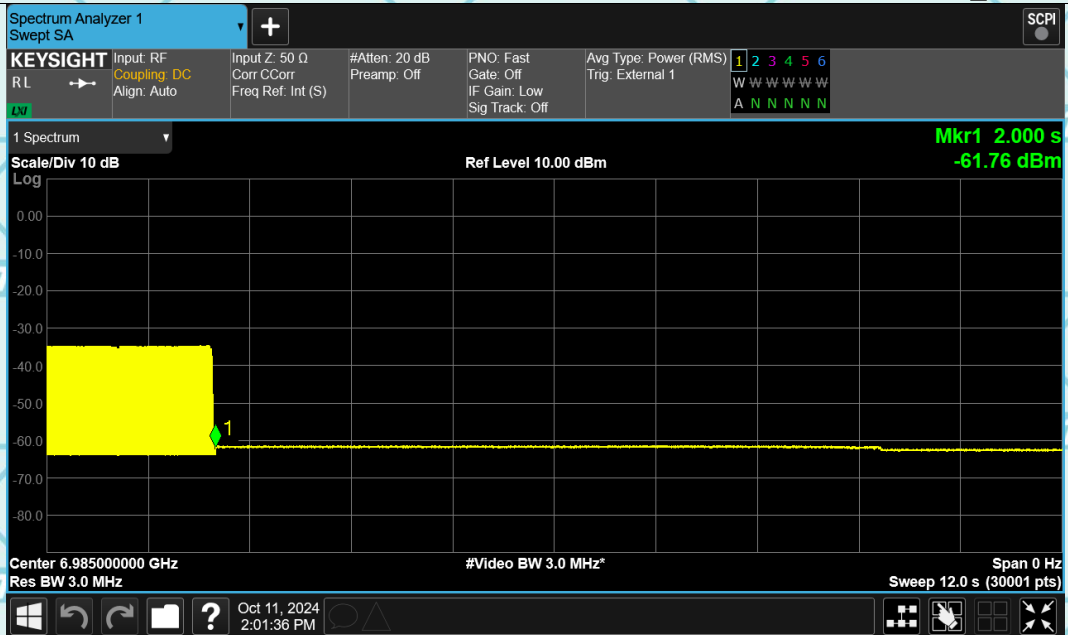 Spectrum Analyzer 1
Swept SA
+
SCPI
KEYSIGHT
RL
LXI
Input: RF
Coupling: DC
Align: Auto
Input Z: 50 Ω
Corr CCorr
Freq Ref: Int (S)
#Atten: 20 dB
Preamp: Off
PNO: Fast
Gate: Off
IF Gain: Low
Sig Track: Off
Avg Type: Power (RMS)
Trig: External 1
1 2 3 4 5 6
W W W W W W
A N N N N N
1 Spectrum
Mkr1 2.000 s
-61.76 dBm
Scale/Div 10 dB
Ref Level 10.00 dBm
Log
0.00
-10.0
-20.0
-30.0
-40.0
-50.0
-60.0
-70.0
-80.0
1
Center 6.985000000 GHz
#Video BW 3.0 MHz*
Span 0 Hz
Res BW 3.0 MHz
Sweep 12.0 s (30001 pts)
?
Oct 11, 2024
2:01:36 PM